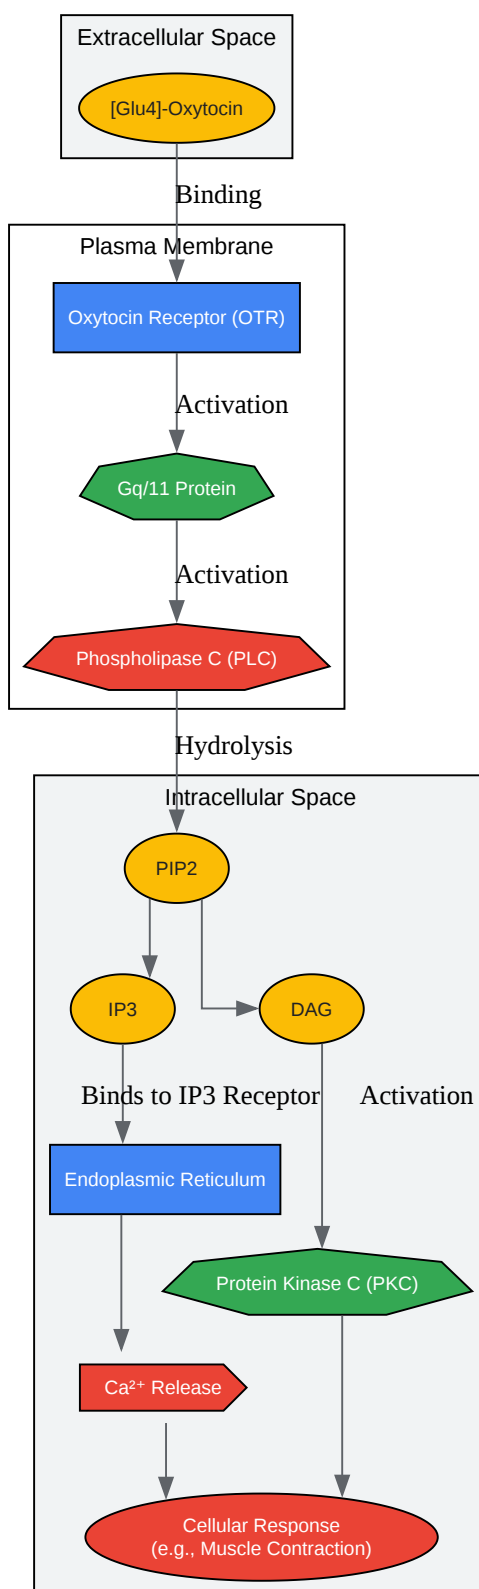 Extracellular Space
[Glu4]-Oxytocin
Binding
Plasma Membrane
Oxytocin Receptor (OTR)
Activation
Gq/11 Protein
Activation
Phospholipase C (PLC)
Hydrolysis
Intracellular Space
PIP2
IP3
DAG
Binds to IP3 Receptor
Activation
Endoplasmic Reticulum
Protein Kinase C (PKC)
Ca²⁺ Release
Cellular Response
(e.g., Muscle Contraction)